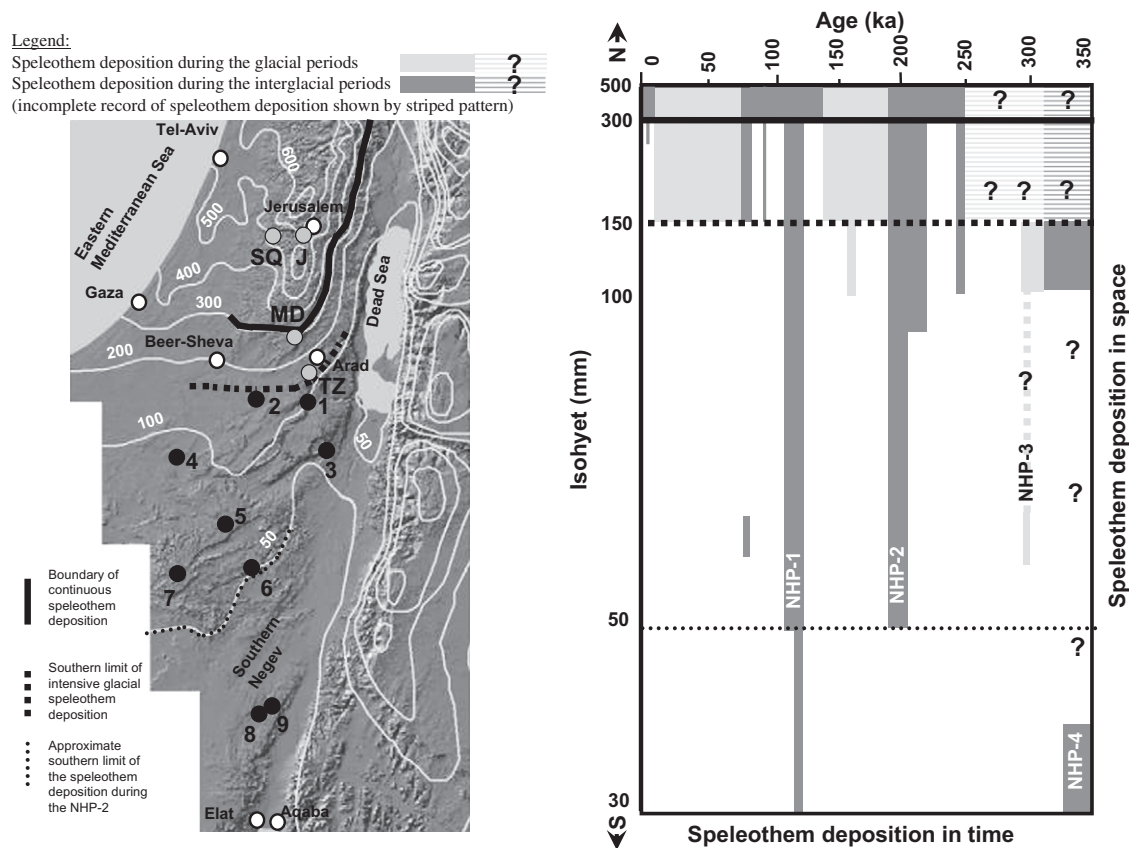 Legend:
Speleothem deposition during the glacial periods ?
Speleothem deposition during the interglacial periods ?
(incomplete record of speleothem deposition shown by striped pattern)
Tel-Aviv
Eastern
Mediterranean Sea
600
500
Jerusalem
SQ J
400
Gaza
300
MD
Dead Sea
Beer-Sheva
200
Arad
TZ
2
1
100
50
4
3
5
50
6
7
Southern
Negev
8
9
Elat
Aqaba
Boundary of
continuous
speleothem
deposition
Southern limit of
intensive glacial
speleothem
deposition
Approximate
southern limit of
the speleothem
deposition during
the NHP-2
Age (ka)
N
0 50 100 150 200 250 300 350
500
300
150
100
50
30
S
Isohyet (mm)
? ?
? ? ?
?
?
?
?
NHP-1
NHP-2
NHP-3
NHP-4
Speleothem deposition in space
Speleothem deposition in time